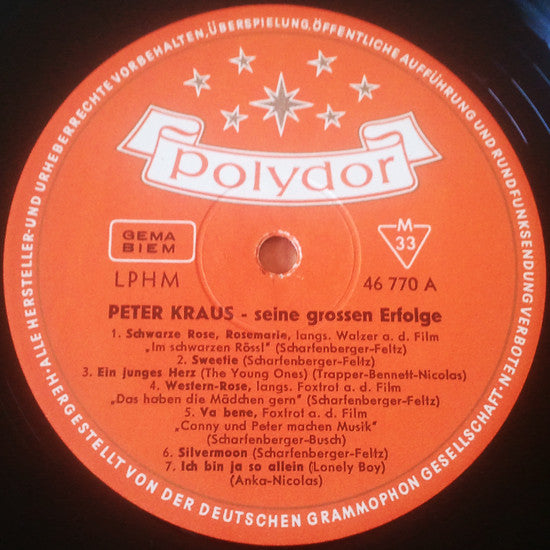 ALLE HERSTELLER- UND URHEBERRECHTE VORBEHALTEN, ÜBERSPIELUNG, ÖFFENTLICHE AUFFÜHRUNG UND RUNDFUNKSENDUNG VERBOTEN·
polydor
GEMA
BIEM
M
33
LPHM
46 770 A
PETER KRAUS - seine grossen Erfolge
1. Schwarze Rose, Rosemarie, langs. Walzer a. d. Film
„Im schwarzen Rössl" (Scharfenberger-Feltz)
2. Sweetie (Scharfenberger-Feltz)
3. Ein junges Herz (The Young Ones) (Trapper-Bennett-Nicolas)
4. Western-Rose, langs. Foxtrot a. d. Film
„Das haben die Mädchen gern" (Scharfenberger-Feltz)
5. Va bene, Foxtrot a. d. Film
„Conny und Peter machen Musik"
(Scharfenberger-Busch)
6. Silvermoon (Scharfenberger-Feltz)
7. Ich bin ja so allein (Lonely Boy)
(Anka-Nicolas)
HERGESTELLT VON DER DEUTSCHEN GRAMMOPHON GESELLSCHAFT·